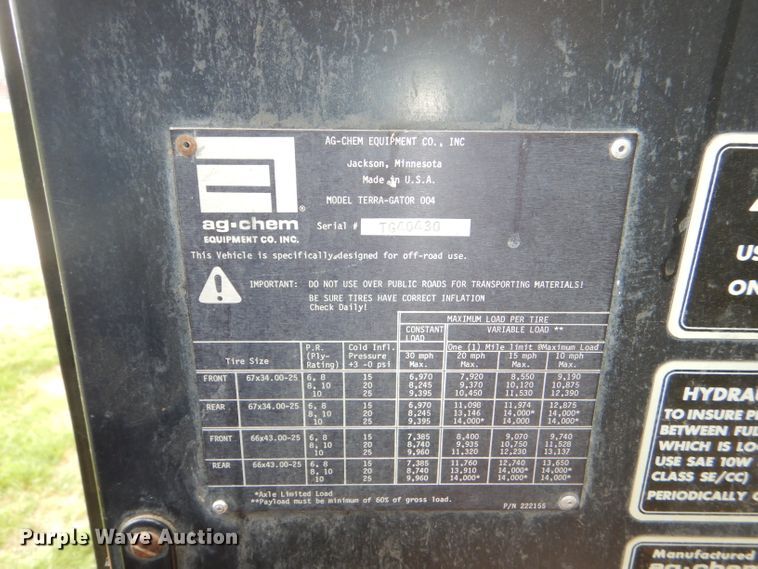 AG-CHEM EQUIPMENT CO., INC
Jackson, Minnesota
Made in U.S.A.
MODEL TERRA-GATOR 004
ag·chem
EQUIPMENT CO. INC.
Serial #
This Vehicle is specifically designed for off-road use.
IMPORTANT: DO NOT USE OVER PUBLIC ROADS FOR TRANSPORTING MATERIALS!
BE SURE TIRES HAVE CORRECT INFLATION
Check Daily!
MAXIMUM LOAD PER TIRE
CONSTANT LOAD VARIABLE LOAD **
One (1) Mile limit @Maximum Load
Tire Size P.R. (Ply-Rating) Cold Infl. Pressure +3 -0 psi 30 mph Max. 20 mph Max. 15 mph Max. 10 mph Max.
FRONT 67x34.00-25 6, 8 15 6,970 7,920 8,550 9,190
8, 10 20 8,245 9,370 10,120 10,875
10 25 9,395 10,450 11,530 12,390
REAR 67x34.00-25 6, 8 15 6,970 11,098 11,974 12,875
8, 10 20 8,245 13,146 14,000* 14,000*
10 25 9,395 14,000* 14,000* 14,000*
FRONT 66x43.00-25 6, 8 15 7,385 8,400 9,070 9,740
8, 10 20 8,740 9,935 10,750 11,528
10 25 9,960 11,320 12,230 13,137
REAR 66x43.00-25 6, 8 15 7,385 11,760 12,740 13,650
8, 10 20 8,740 13,910 14,000* 14,000*
10 25 9,960 14,000* 14,000* 14,000*
*Axle Limited Load
**Payload must be minimum of 60% of gross load.
P/N 222155
US
ON
HYDRAU
TO INSURE P
BETWEEN FUL
WHICH IS LO
USE SAE 10W
CLASS SE/CC)
PERIODICALLY C
Manufactured
ag-chem
Purple Wave Auction